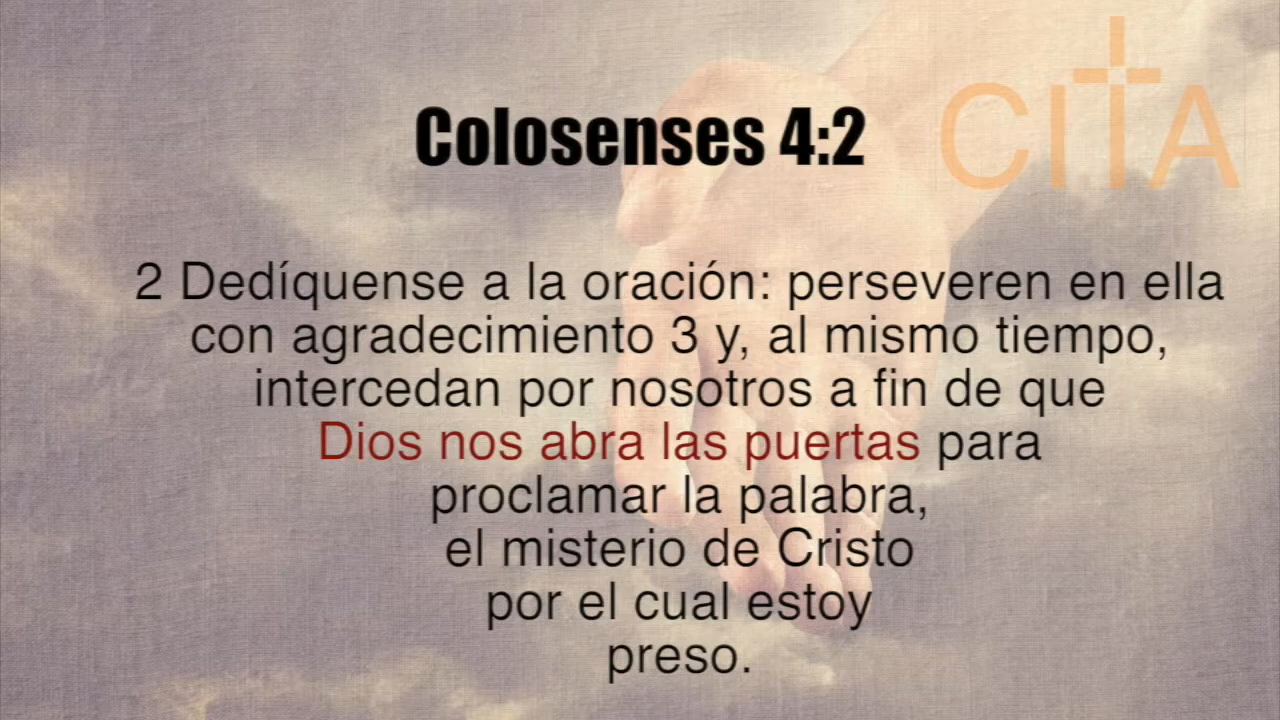 CITA
Colosenses 4:2
2 Dedíquense a la oración: perseveren en ella
con agradecimiento 3 y, al mismo tiempo,
intercedan por nosotros a fin de que
Dios nos abra las puertas para
proclamar la palabra,
el misterio de Cristo
por el cual estoy
preso.